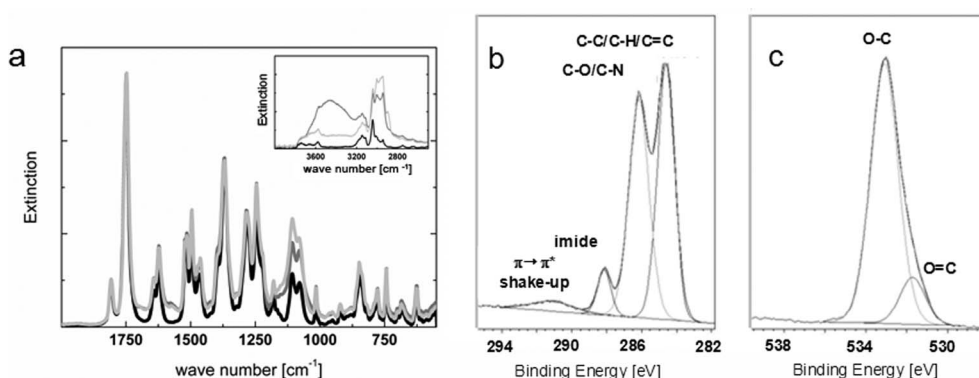 a
Extinction
1750 1500 1250 1000 750
wave number [cm⁻¹]
Extinction
3600 3200 2800
wave number [cm ⁻¹]
b
C-C/C-H/C=C
C-O/C-N
imide
π→π*
shake-up
294 290 286 282
Binding Energy [eV]
c
O-C
O=C
538 534 530
Binding Energy [eV]